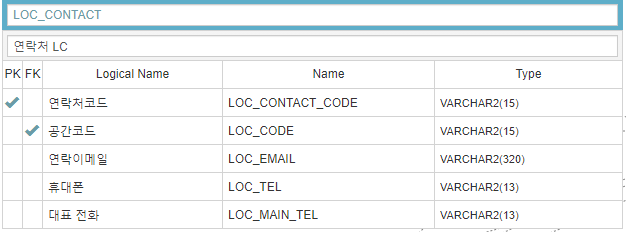 LOC_CONTACT
연락처 LC
PK FK Logical Name Name Type
연락처코드 LOC_CONTACT_CODE VARCHAR2(15)
공간코드 LOC_CODE VARCHAR2(15)
연락이메일 LOC_EMAIL VARCHAR2(320)
휴대폰 LOC_TEL VARCHAR2(13)
대표 전화 LOC_MAIN_TEL VARCHAR2(13)